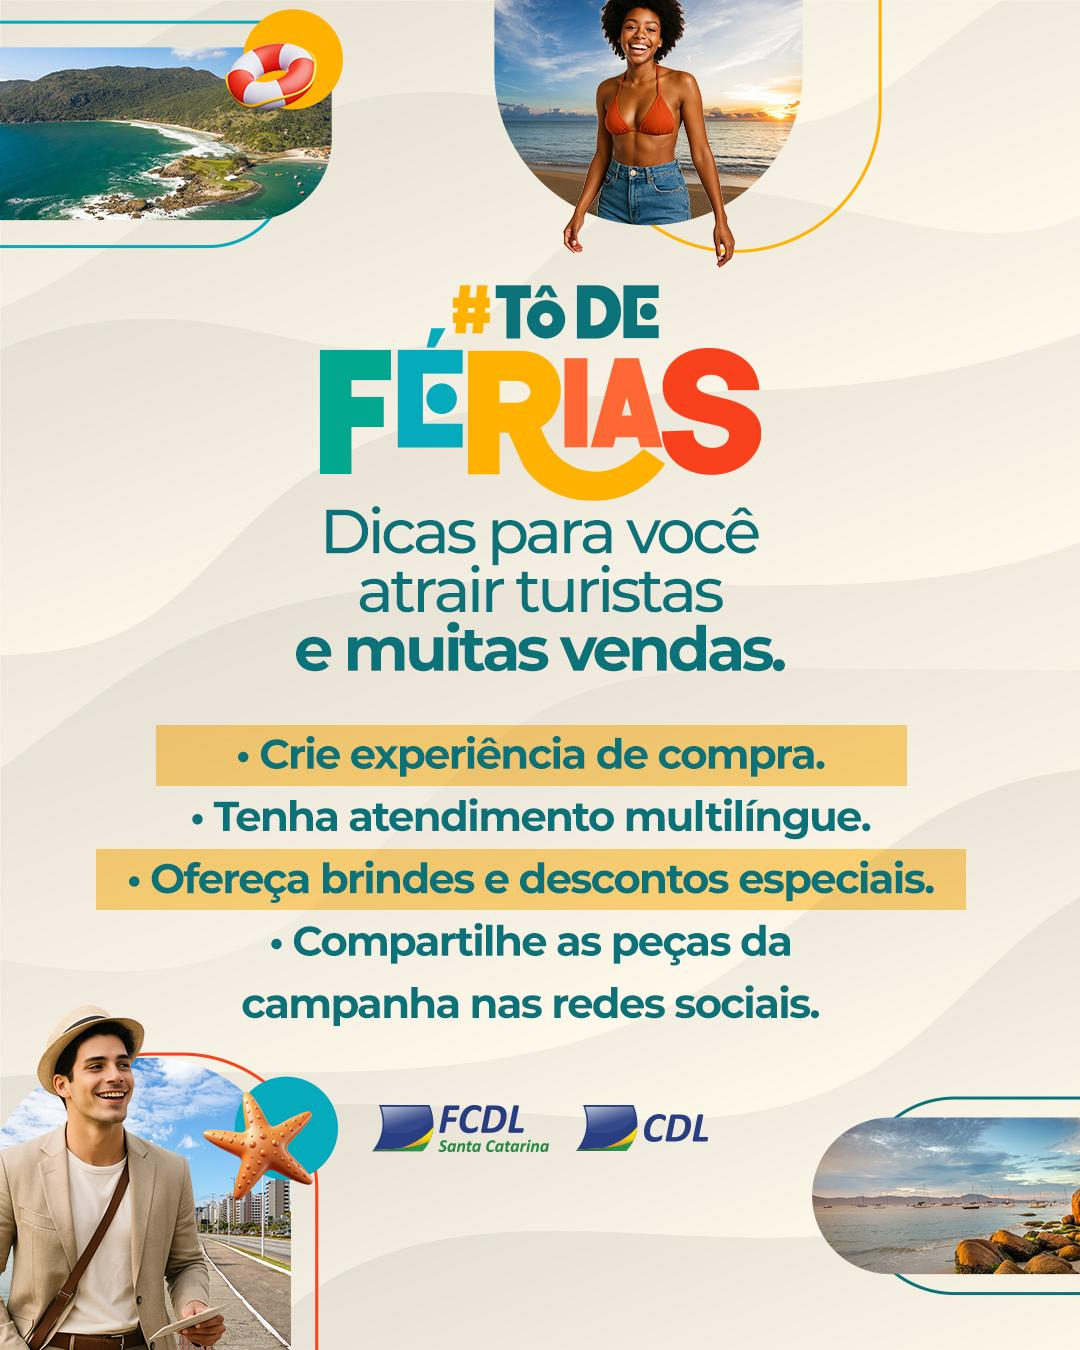 #TÔ DE
FÉRIAS
Dicas para você
atrair turistas
e muitas vendas.
• Crie experiência de compra.
• Tenha atendimento multilíngue.
• Ofereça brindes e descontos especiais.
• Compartilhe as peças da
campanha nas redes sociais.
FCDL
Santa Catarina
CDL